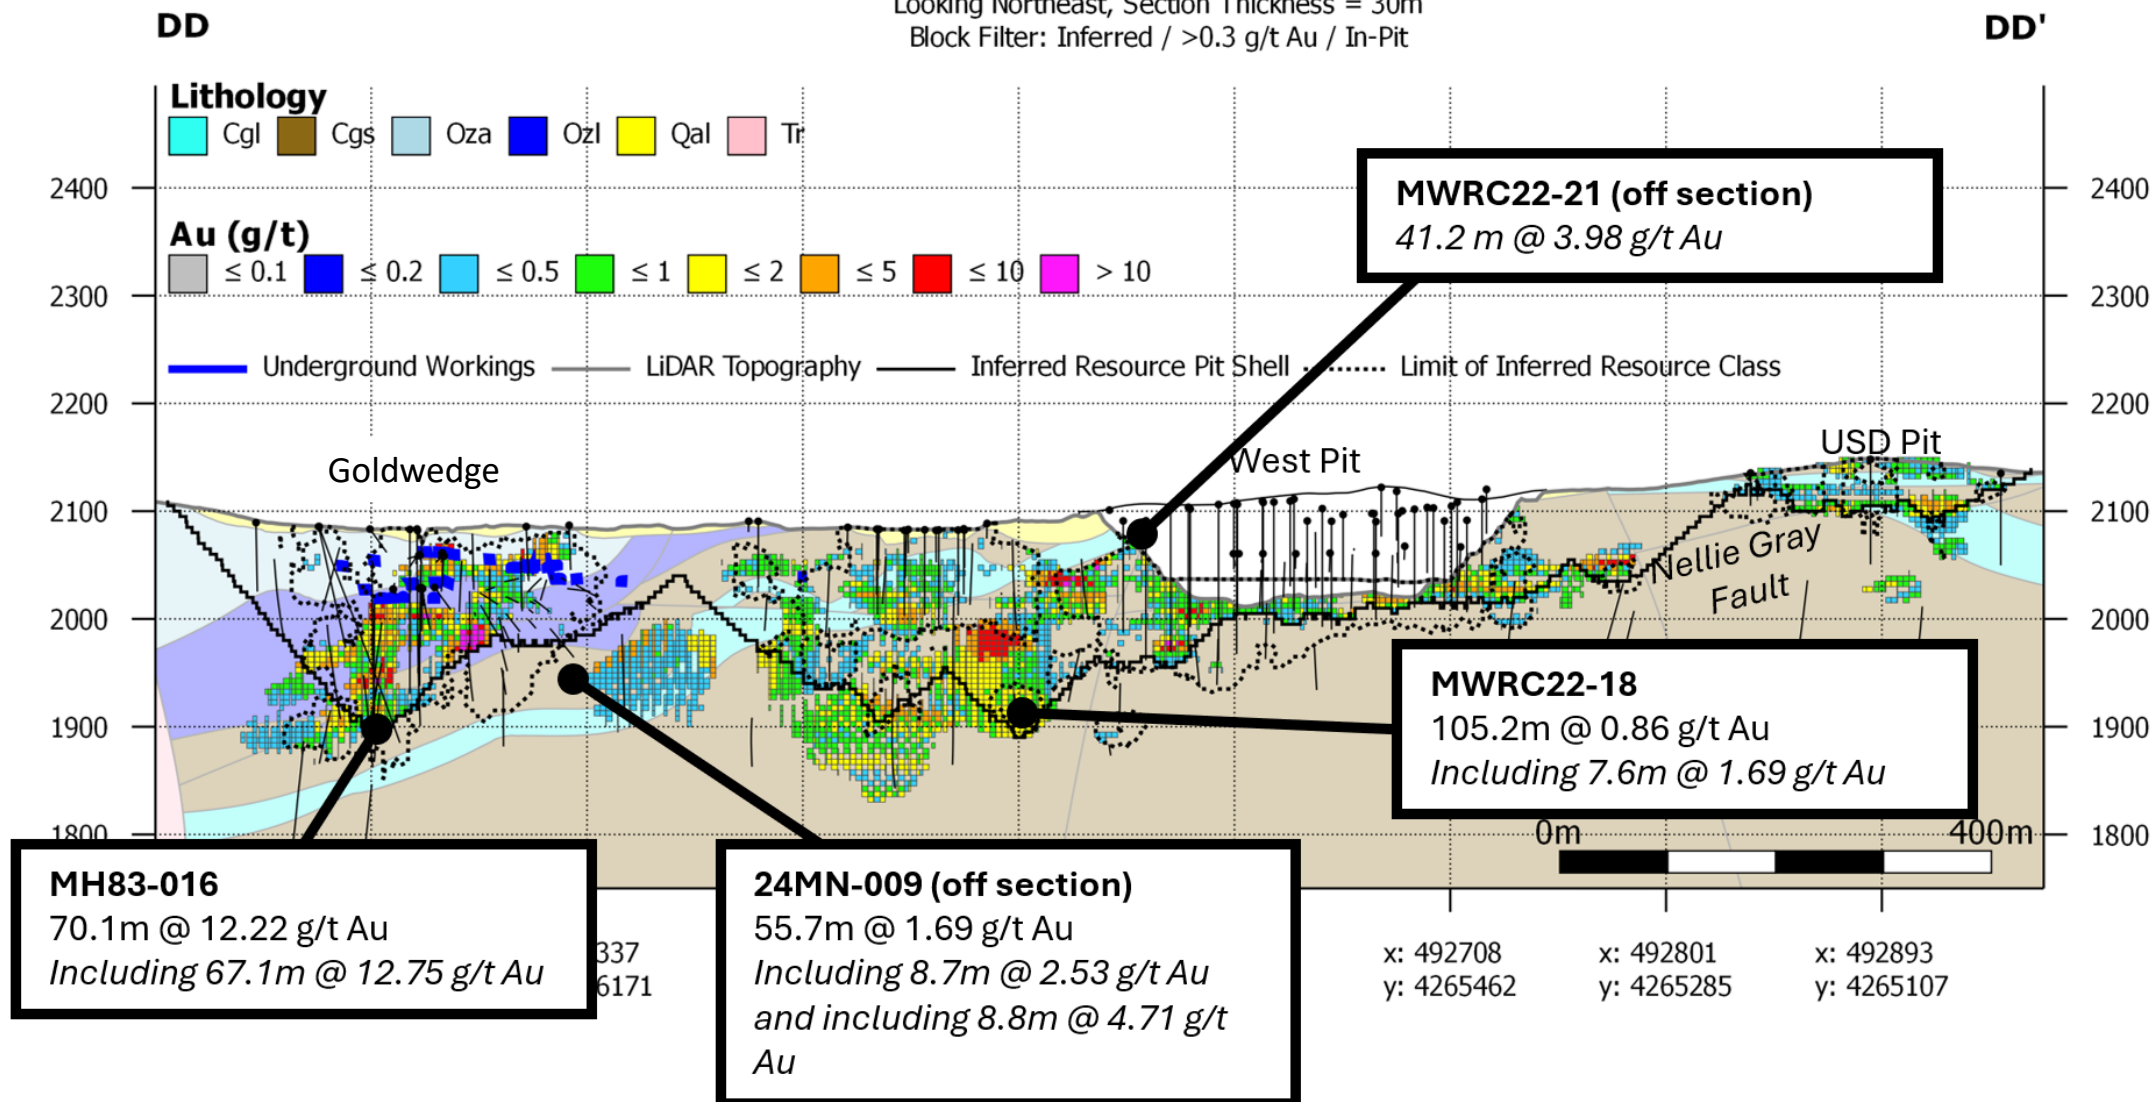 Looking Northeast, Section Thickness = 30m
DD
DD'
Block Filter: Inferred / >0.3 g/t Au / In-Pit
Lithology
Cgl Cgs Oza Ozl Qal Tr
MWRC22-21 (off section)
41.2 m @ 3.98 g/t Au
2400
2400
Au (g/t)
≤ 0.1 ≤ 0.2 ≤ 0.5 ≤ 1 ≤ 2 ≤ 5 ≤ 10 > 10
2300
2300
Underground Workings LiDAR Topography Inferred Resource Pit Shell Limit of Inferred Resource Class
2200
2200
Goldwedge
West Pit
USD Pit
2100
2100
Nellie Gray
Fault
2000
2000
MWRC22-18
105.2m @ 0.86 g/t Au
Including 7.6m @ 1.69 g/t Au
1900
1900
1800
1800
0m
400m
MH83-016
70.1m @ 12.22 g/t Au
Including 67.1m @ 12.75 g/t Au
24MN-009 (off section)
55.7m @ 1.69 g/t Au
Including 8.7m @ 2.53 g/t Au
and including 8.8m @ 4.71 g/t
Au
337
6171
x: 492708
y: 4265462
x: 492801
y: 4265285
x: 492893
y: 4265107